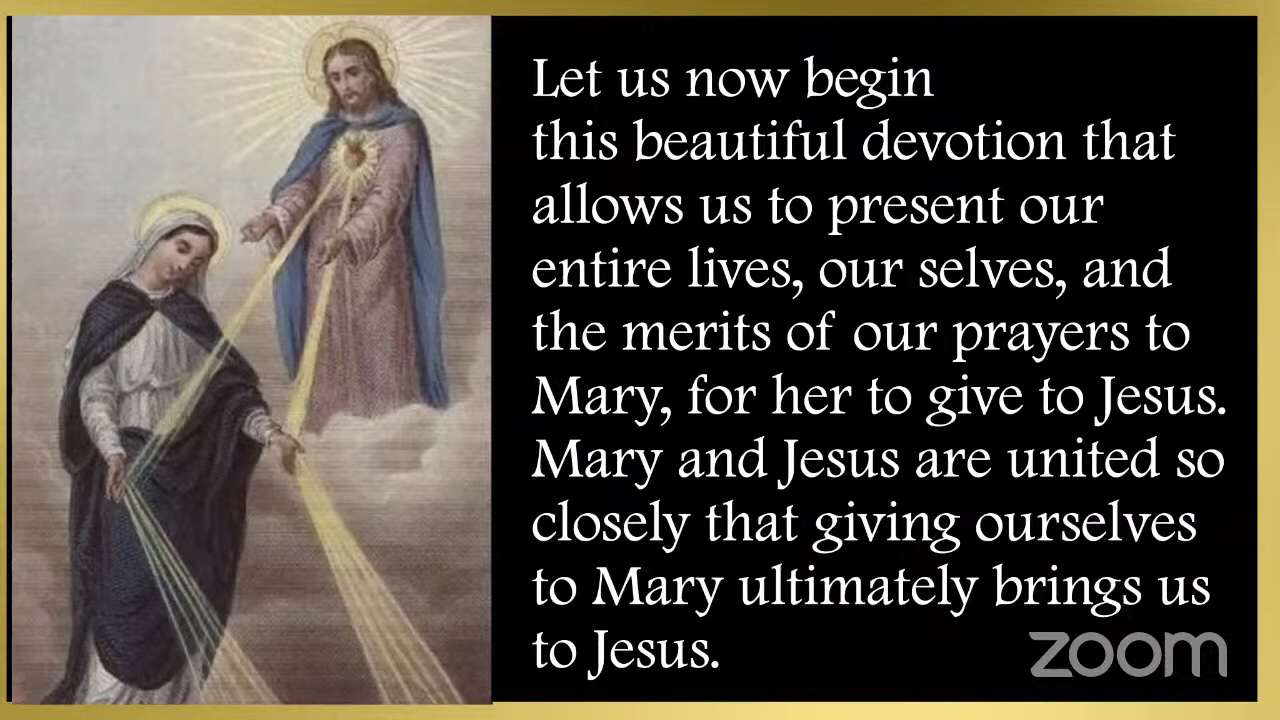 Let us now begin
this beautiful devotion that
allows us to present our
entire lives, our selves, and
the merits of our prayers to
Mary, for her to give to Jesus.
Mary and Jesus are united so
closely that giving ourselves
to Mary ultimately brings us
to Jesus.
zoom